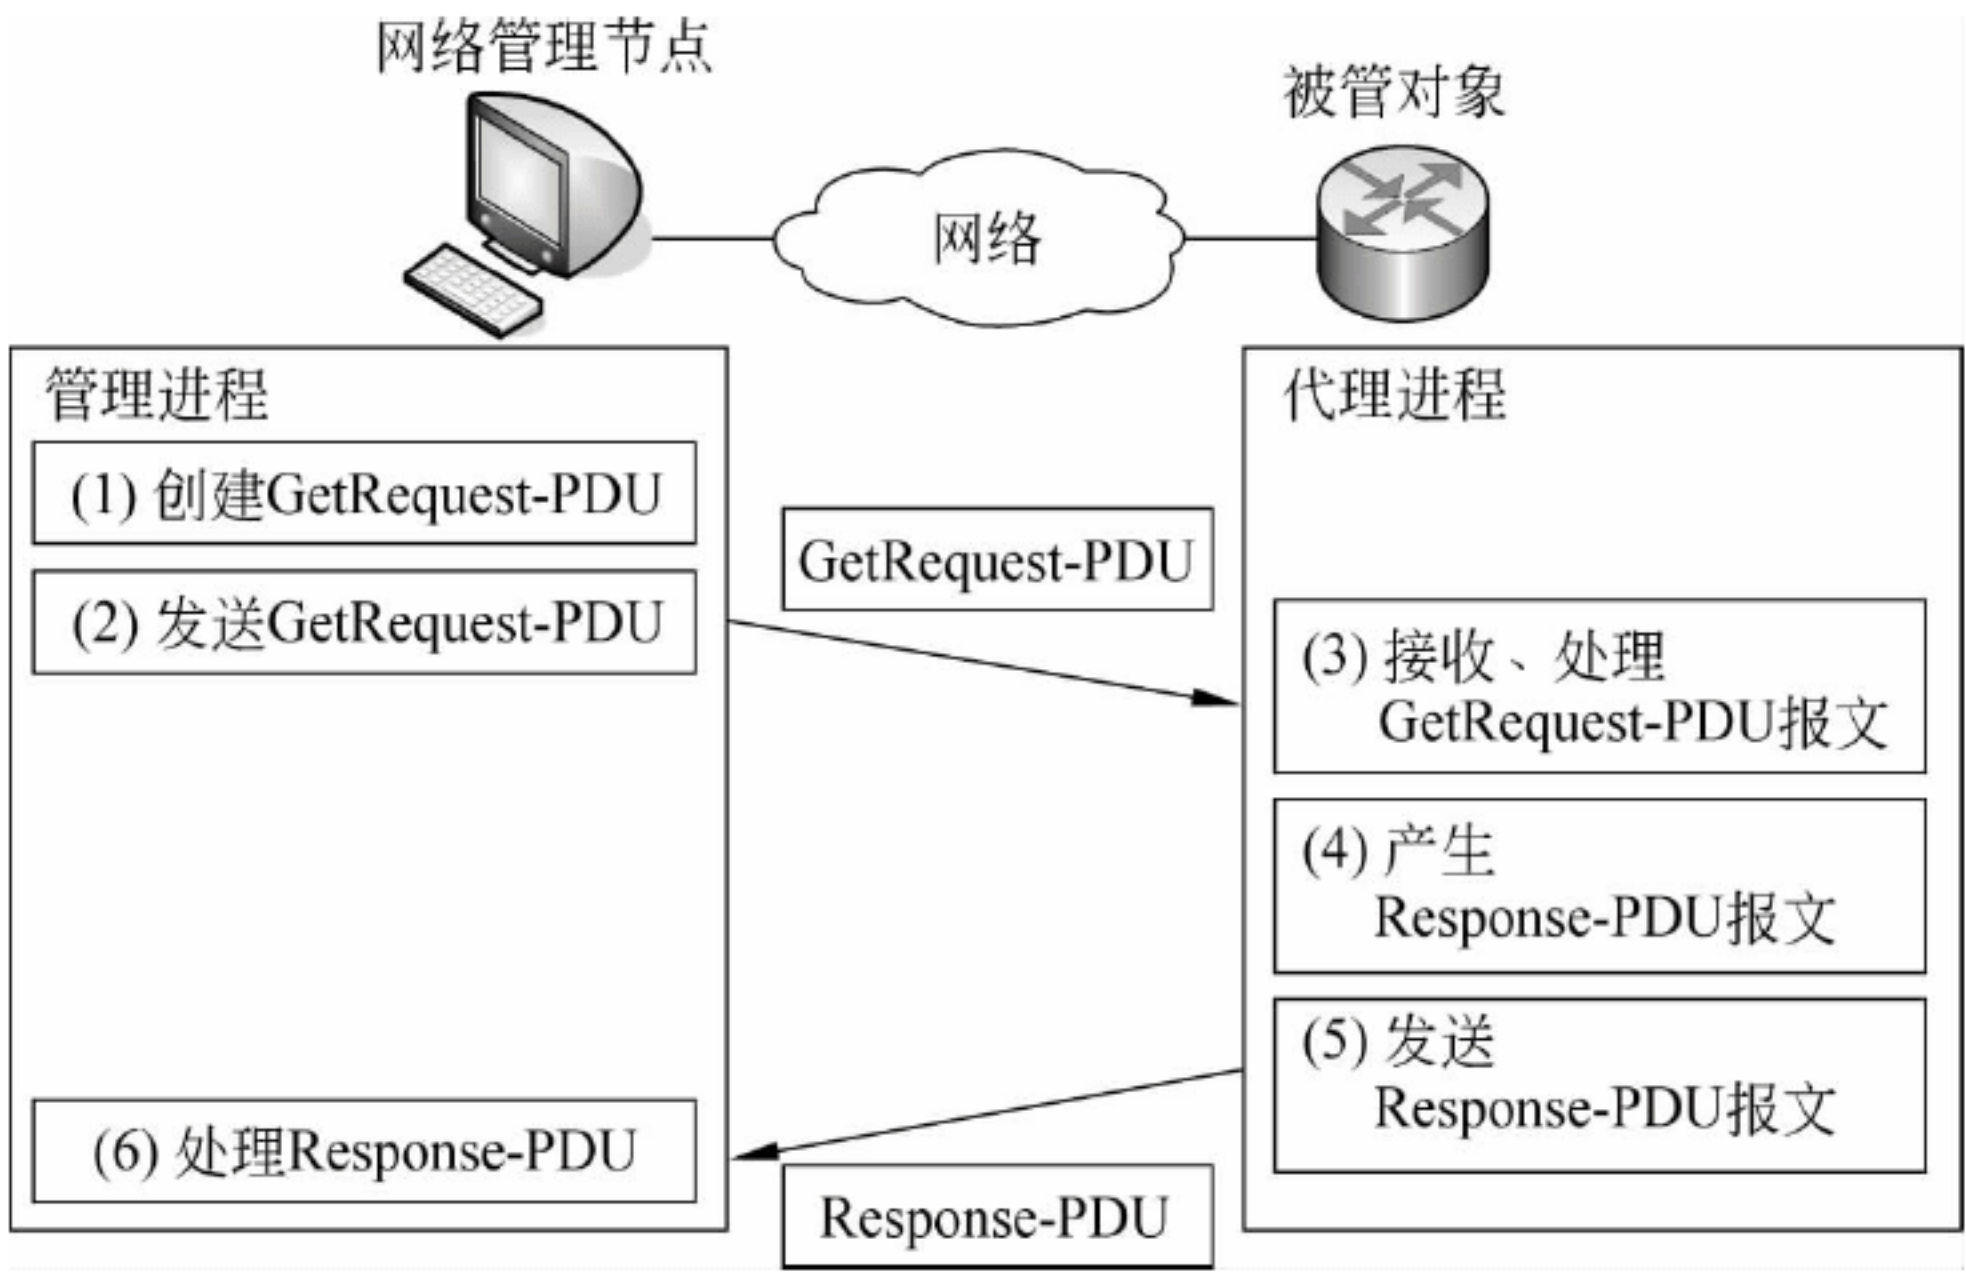 网络管理节点
被管对象
网络
管理进程
代理进程
(1) 创建GetRequest-PDU
GetRequest-PDU
(2) 发送GetRequest-PDU
(3) 接收、处理
GetRequest-PDU报文
(4) 产生
Response-PDU报文
(5) 发送
Response-PDU报文
(6) 处理Response-PDU
Response-PDU